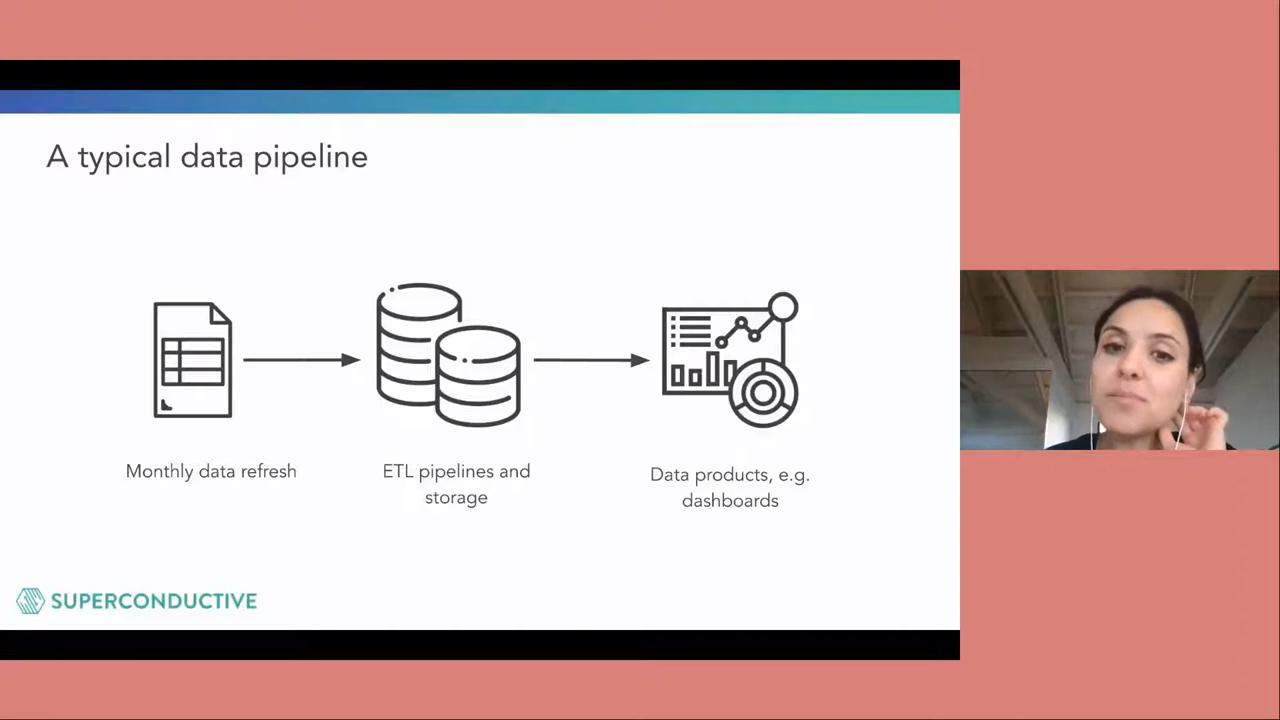 A typical data pipeline
Monthly data refresh
ETL pipelines and
storage
Data products, e.g.
dashboards
SUPERCONDUCTIVE